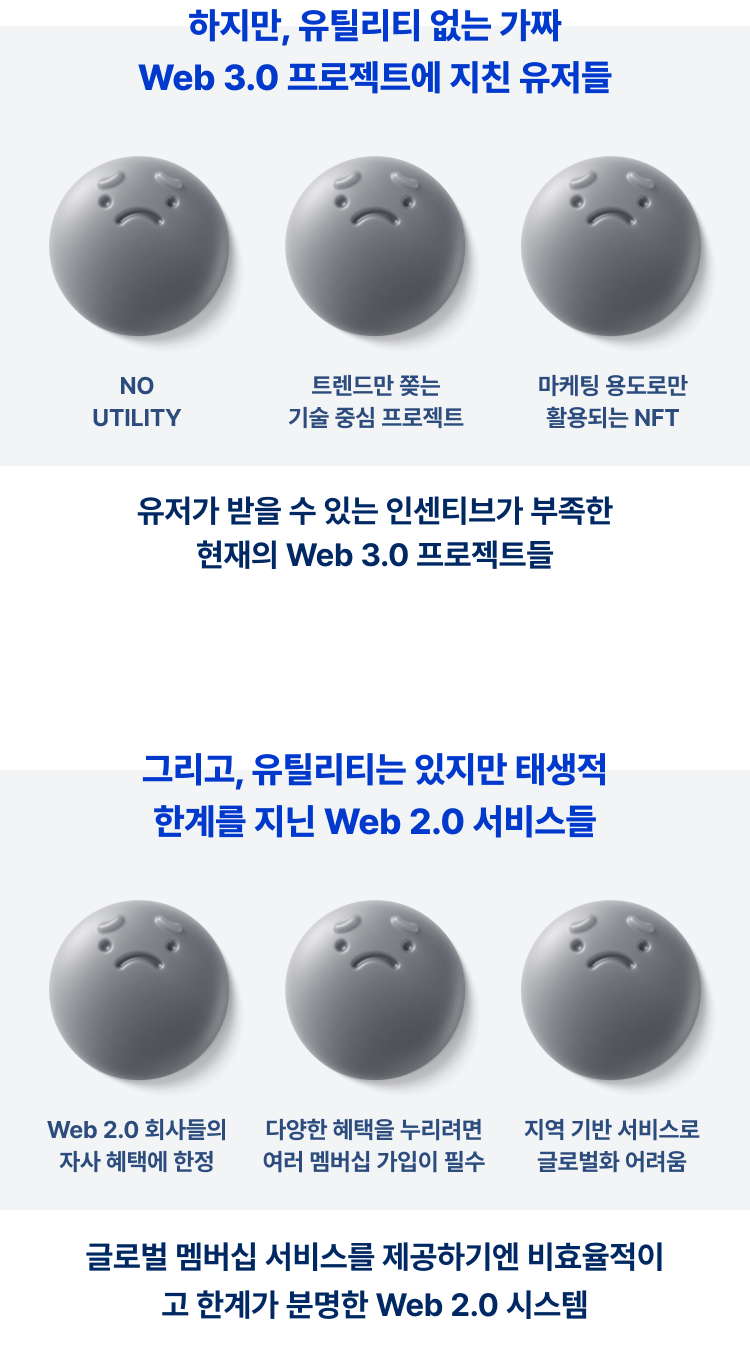 하지만, 유틸리티 없는 가짜
Web 3.0 프로젝트에 지친 유저들
NO
UTILITY
트렌드만 쫒는
기술 중심 프로젝트
마케팅 용도로만
활용되는 NFT
유저가 받을 수 있는 인센티브가 부족한
현재의 Web 3.0 프로젝트들
그리고, 유틸리티는 있지만 태생적
한계를 지닌 Web 2.0 서비스들
Web 2.0 회사들의
자사 혜택에 한정
다양한 혜택을 누리려면
여러 멤버십 가입이 필수
지역 기반 서비스로
글로벌화 어려움
글로벌 멤버십 서비스를 제공하기엔 비효율적이
고 한계가 분명한 Web 2.0 시스템